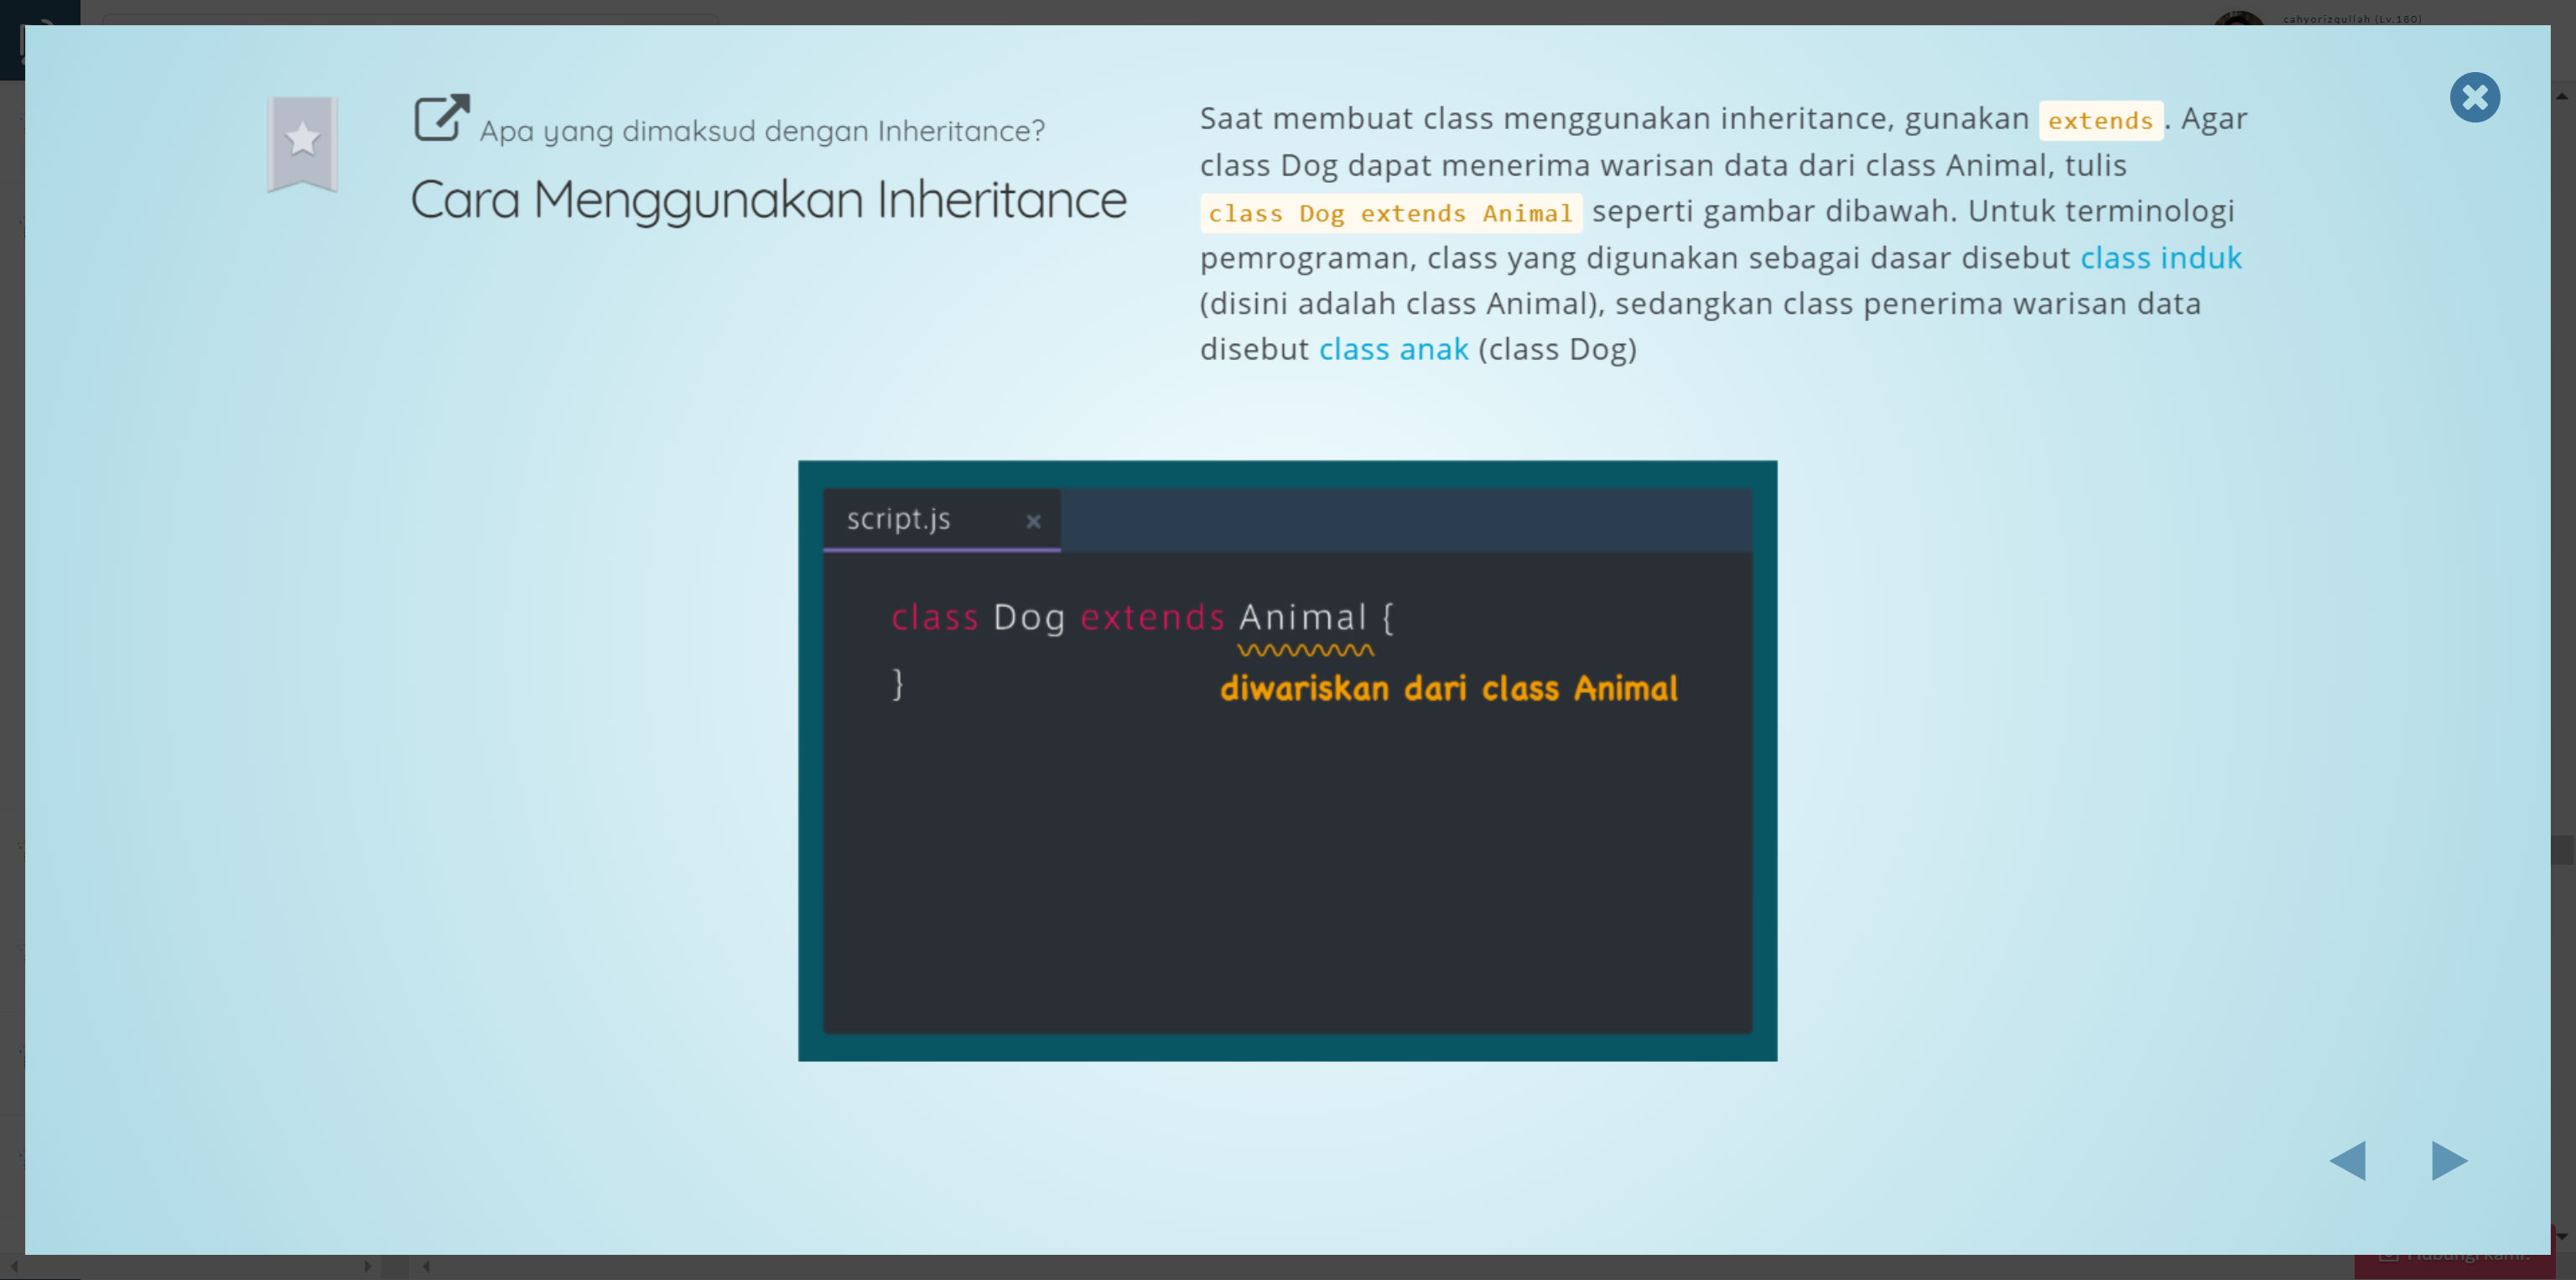 cahyorizqullah (Lv.180)
Apa yang dimaksud dengan Inheritance?
Cara Menggunakan Inheritance
Saat membuat class menggunakan inheritance, gunakan extends. Agar
class Dog dapat menerima warisan data dari class Animal, tulis
class Dog extends Animal seperti gambar dibawah. Untuk terminologi
pemrograman, class yang digunakan sebagai dasar disebut class induk
(disini adalah class Animal), sedangkan class penerima warisan data
disebut class anak (class Dog)
script.js
class Dog extends Animal {
}
diwariskan dari class Animal